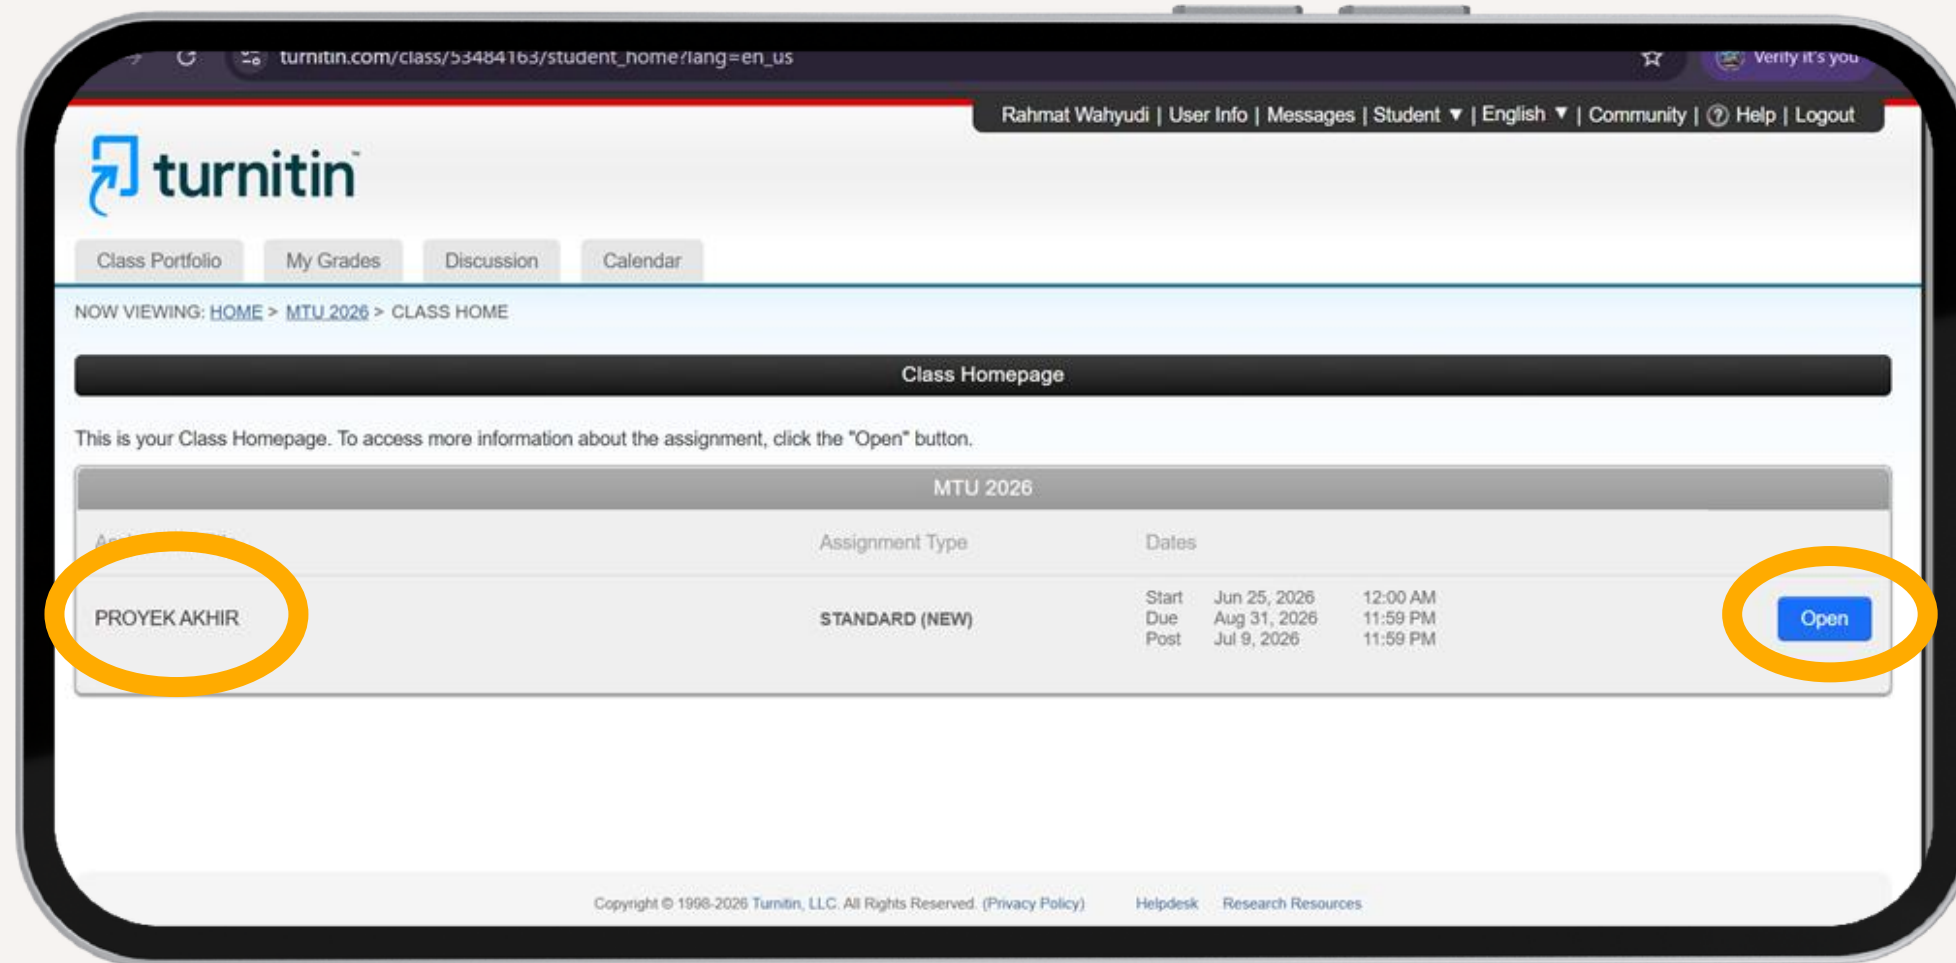 turnitin.com/class/53484163/student_home?lang=en_us
Verify it's you
Rahmat Wahyudi | User Info | Messages | Student ▼ | English ▼ | Community | ? Help | Logout
turnitin
Class Portfolio My Grades Discussion Calendar
NOW VIEWING: HOME > MTU 2026 > CLASS HOME
Class Homepage
This is your Class Homepage. To access more information about the assignment, click the "Open" button.
MTU 2026
Assignment Type Dates
PROYEK AKHIR STANDARD (NEW)
Start Jun 25, 2026 12:00 AM
Due Aug 31, 2026 11:59 PM
Post Jul 9, 2026 11:59 PM
Open
Copyright © 1998-2026 Turnitin, LLC. All Rights Reserved. (Privacy Policy) Helpdesk Research Resources